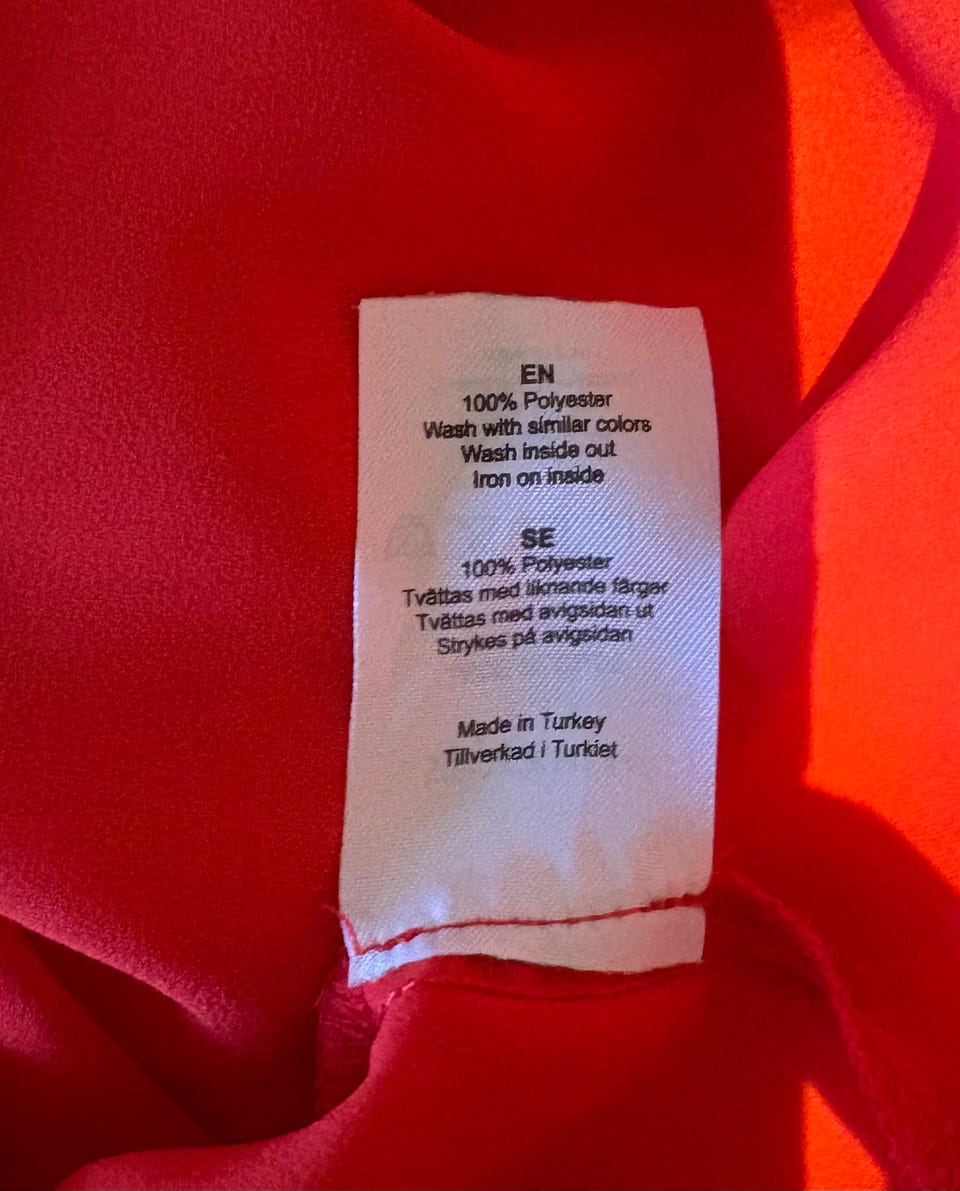 EN
100% Polyester
Wash with similar colors
Wash inside out
Iron on inside
SE
100% Polyester
Tvättas med liknande färger
Tvättas med avigsidan ut
Strykes på avigsidan
Made in Turkey
Tillverkad i Turkiet